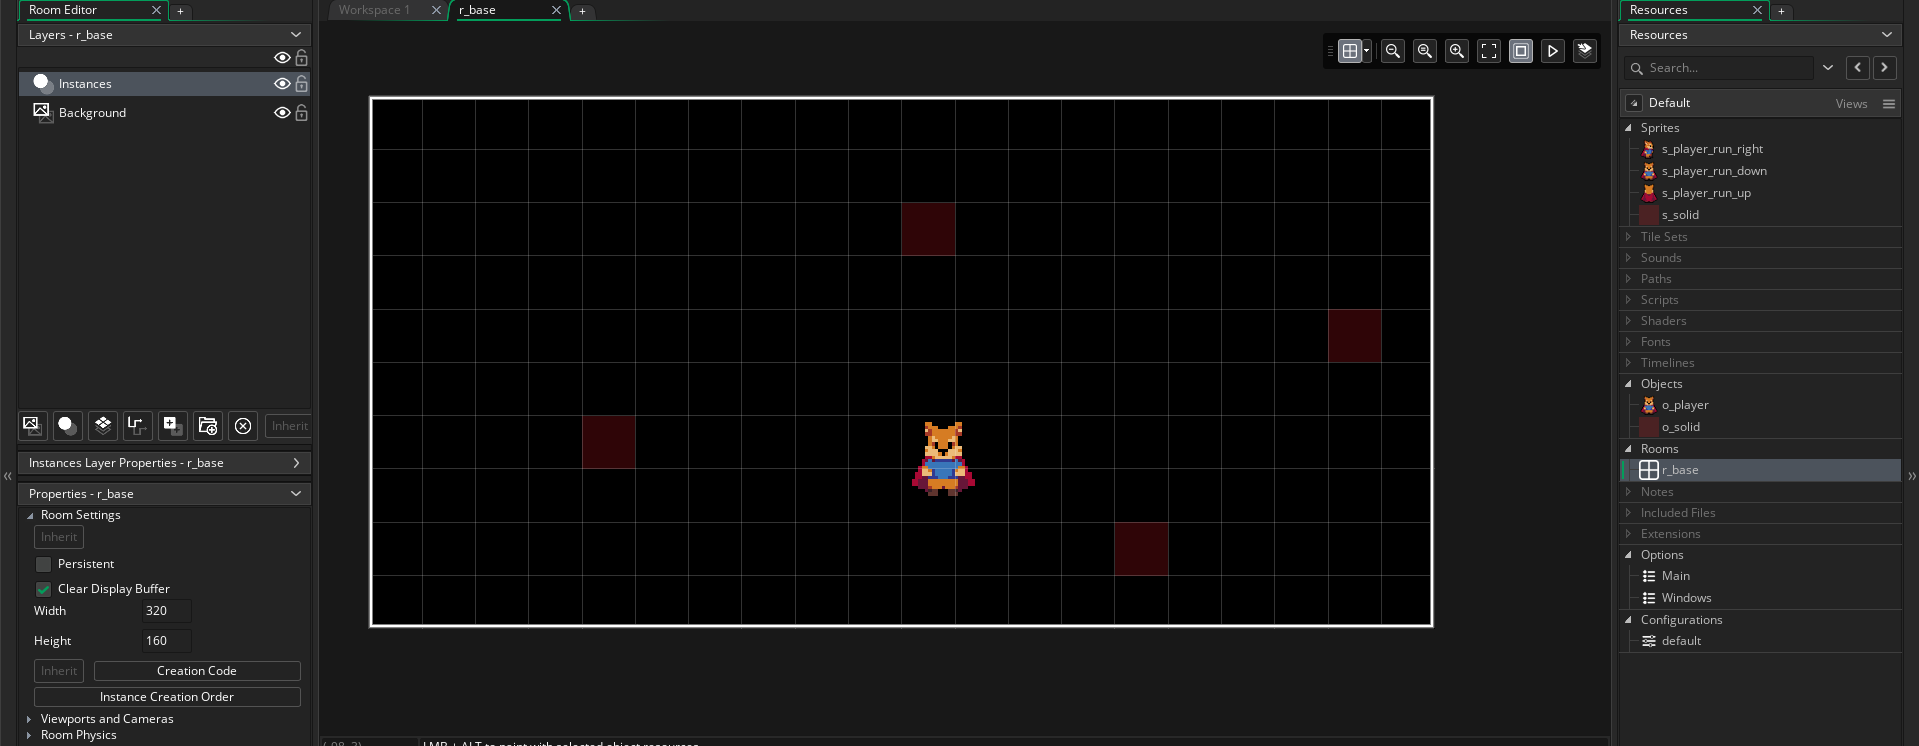 Room Editor
Layers - r_base
Instances
Background
Inherit
Instances Layer Properties - r_base
Properties - r_base
Room Settings
Inherit
Persistent
Clear Display Buffer
Width 320
Height 160
Inherit Creation Code
Instance Creation Order
Viewports and Cameras
Room Physics
Workspace 1 r_base
LMB + ALT to paint with selected object resources
Resources
Resources
Search...
Default Views
Sprites
s_player_run_right
s_player_run_down
s_player_run_up
s_solid
Tile Sets
Sounds
Paths
Scripts
Shaders
Fonts
Timelines
Objects
o_player
o_solid
Rooms
r_base
Notes
Included Files
Extensions
Options
Main
Windows
Configurations
default